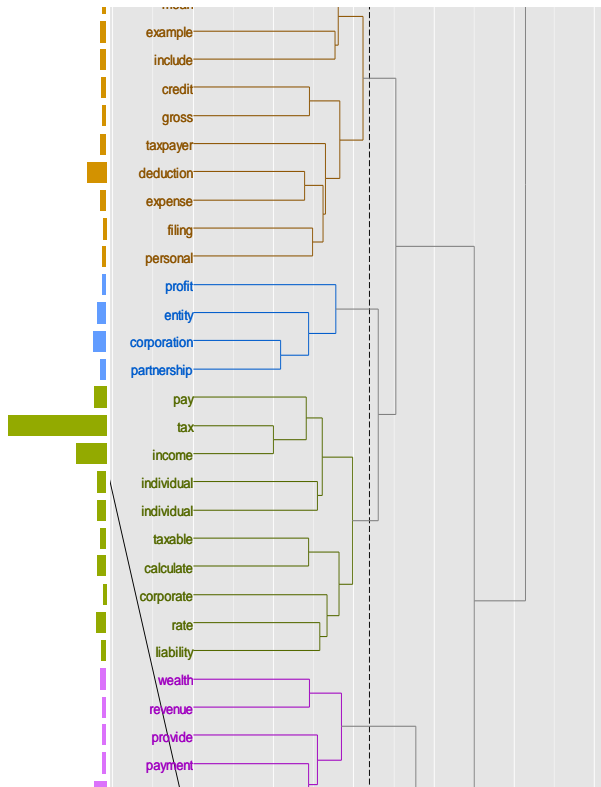 mean
example
include
credit
gross
taxpayer
deduction
expense
filing
personal
profit
entity
corporation
partnership
pay
tax
income
individual
individual
taxable
calculate
corporate
rate
liability
wealth
revenue
provide
payment